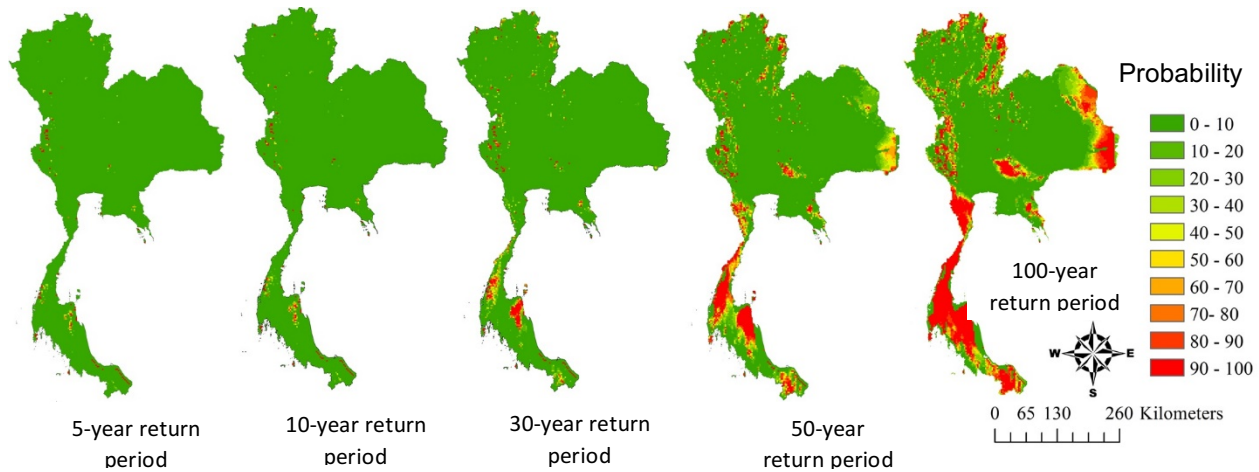 Probability
0 - 10
10 - 20
20 - 30
30 - 40
40 - 50
50 - 60
60 - 70
70- 80
80 - 90
90 - 100
100-year
return period
N
W E
S
0 65 130 260 Kilometers
5-year return
period
10-year return
period
30-year return
period
50-year
return period